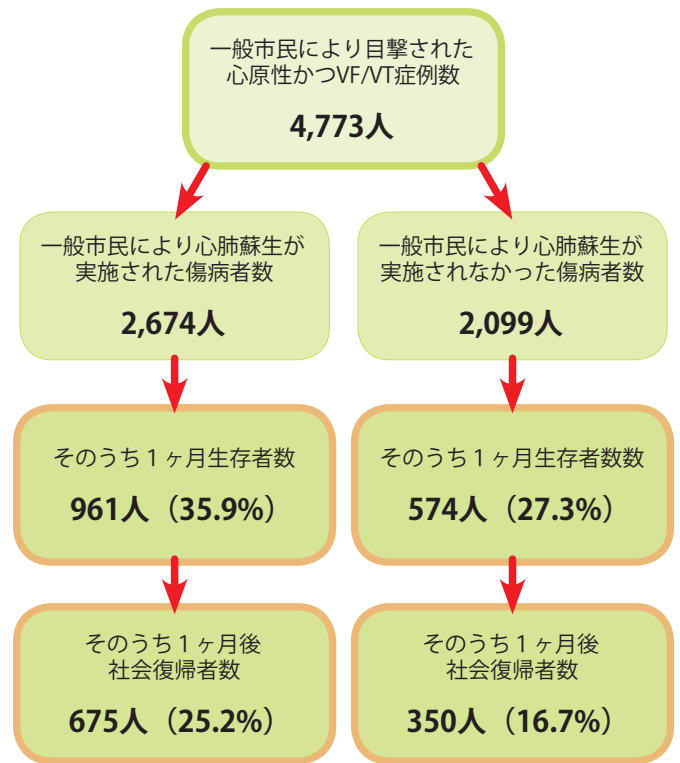 一般市民により目撃された
心原性かつVF/VT症例数
4,773人
一般市民により心肺蘇生が
実施された傷病者数
2,674人
一般市民により心肺蘇生が
実施されなかった傷病者数
2,099人
そのうち１ヶ月生存者数
961人（35.9%）
そのうち１ヶ月生存者数数
574人（27.3%）
そのうち１ヶ月後
社会復帰者数
675人（25.2%）
そのうち１ヶ月後
社会復帰者数
350人（16.7%）